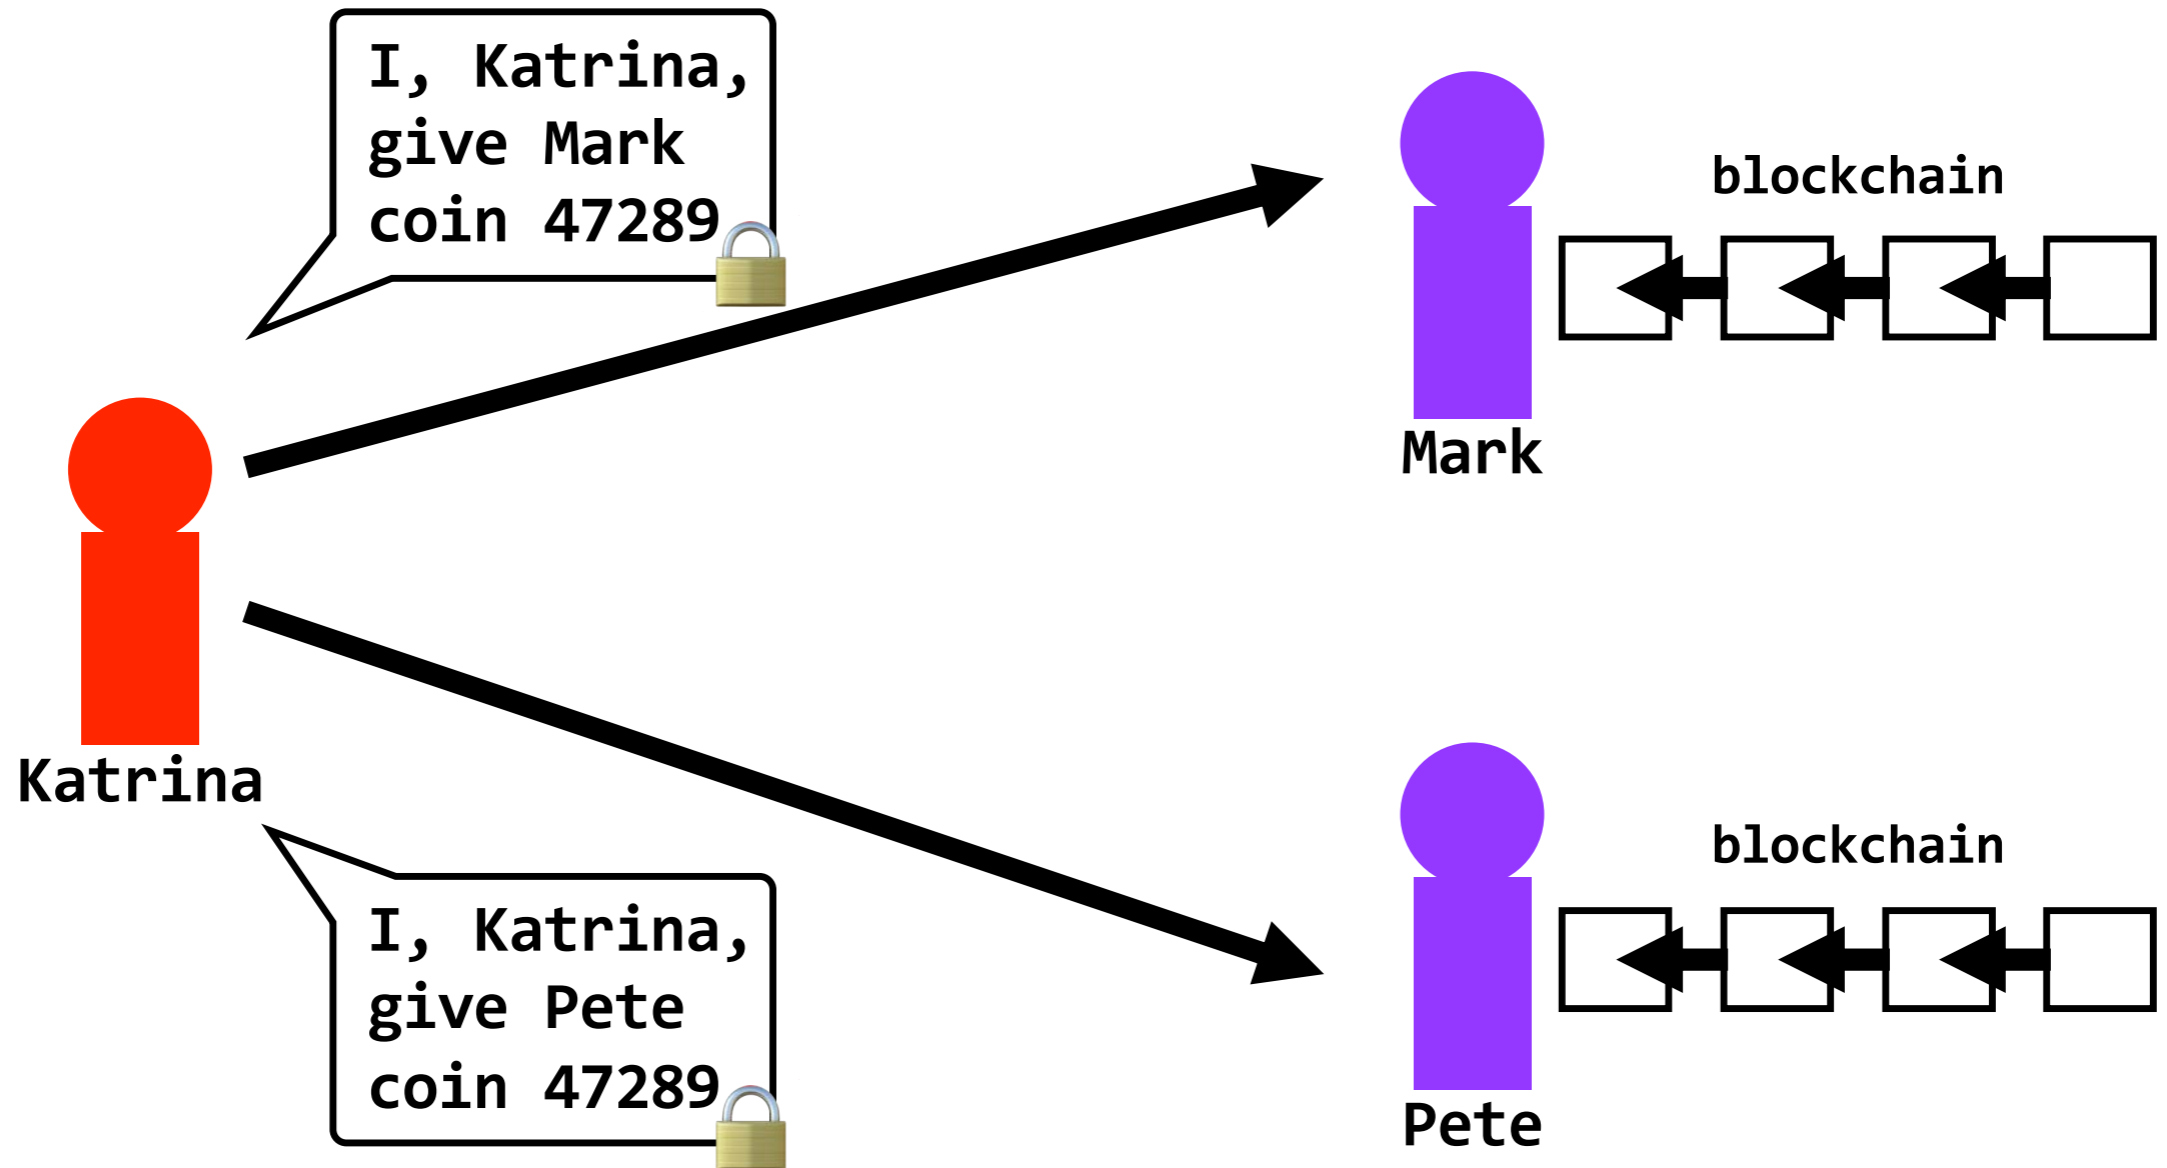 I, Katrina,
give Mark
coin 47289
Mark
blockchain
Katrina
I, Katrina,
give Pete
coin 47289
Pete
blockchain